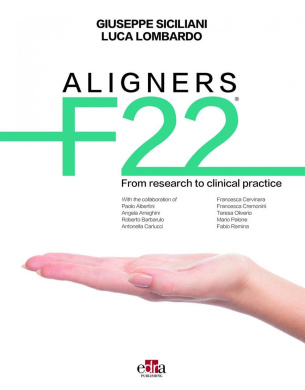 GIUSEPPE SICILIANI
LUCA LOMBARDO
ALIGNERS
F22®
From research to clinical practice
With the collaboration of
Paolo Albertini
Angela Arreghini
Roberto Barbarulo
Antonella Carlucci
Francesca Cervinara
Francesca Cremonini
Teresa Oliverio
Mario Palone
Fabio Remina
edra
PUBLISHING